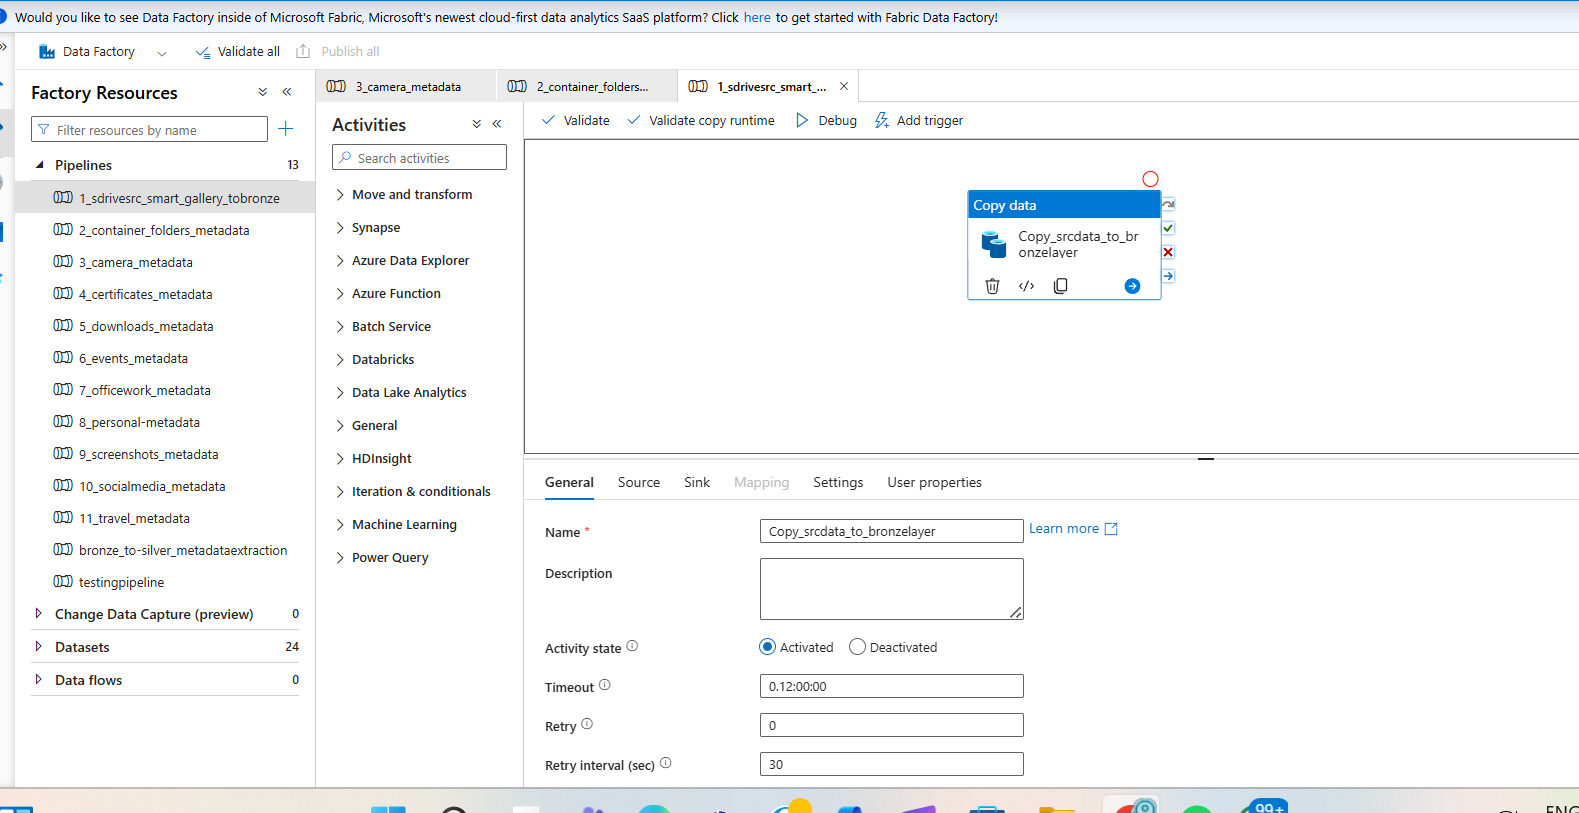 Would you like to see Data Factory inside of Microsoft Fabric, Microsoft's newest cloud-first data analytics SaaS platform? Click here to get started with Fabric Data Factory!
Data Factory
Validate all
Publish all
Factory Resources
Filter resources by name
Pipelines 13
1_sdrivesrc_smart_gallery_tobronze
2_container_folders_metadata
3_camera_metadata
4_certificates_metadata
5_downloads_metadata
6_events_metadata
7_officework_metadata
8_personal-metadata
9_screenshots_metadata
10_socialmedia_metadata
11_travel_metadata
bronze_to-silver_metadataextraction
testingpipeline
Change Data Capture (preview) 0
Datasets 24
Data flows 0
3_camera_metadata
2_container_folders...
1_sdrivesrc_smart_...
Activities
Search activities
Move and transform
Synapse
Azure Data Explorer
Azure Function
Batch Service
Databricks
Data Lake Analytics
General
HDInsight
Iteration & conditionals
Machine Learning
Power Query
Validate
Validate copy runtime
Debug
Add trigger
Copy data
Copy_srcdata_to_br
onzelayer
General
Source
Sink
Mapping
Settings
User properties
Name *
Copy_srcdata_to_bronzelayer
Learn more
Description
Activity state
Activated
Deactivated
Timeout
0.12:00:00
Retry
0
Retry interval (sec)
30
99+
ENG